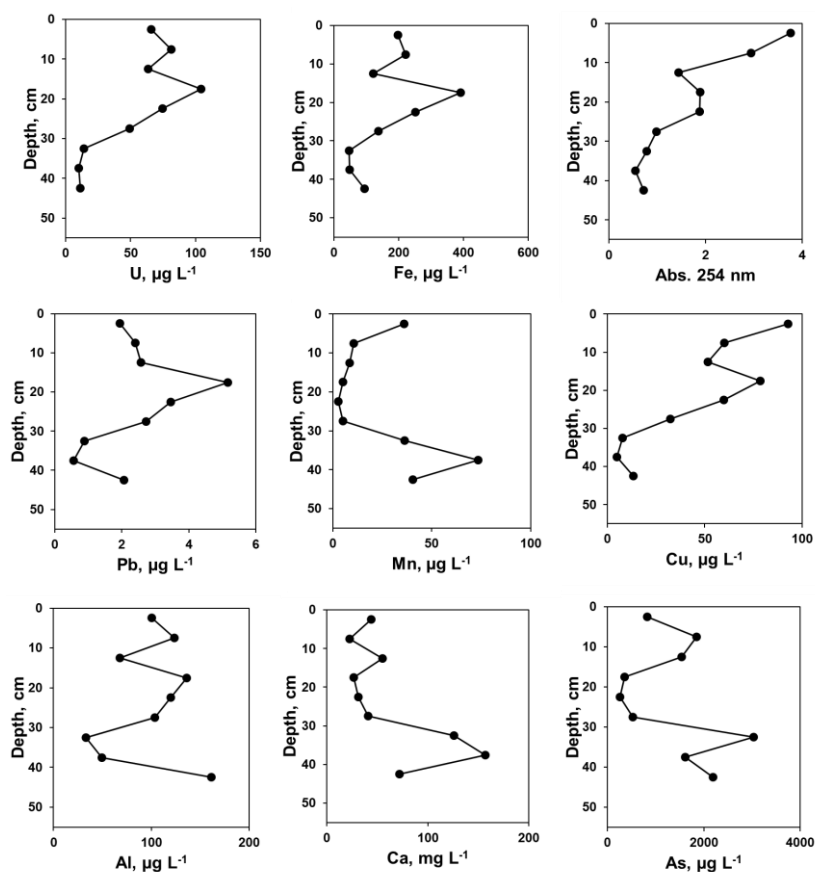 0
10
20
30
40
50
Depth, cm
0 50 100 150
U, µg L⁻¹
0
10
20
30
40
50
Depth, cm
0 200 400 600
Fe, µg L⁻¹
0
10
20
30
40
50
Depth, cm
0 2 4
Abs. 254 nm
0
10
20
30
40
50
Depth, cm
0 2 4 6
Pb, µg L⁻¹
0
10
20
30
40
50
Depth, cm
0 50 100
Mn, µg L⁻¹
0
10
20
30
40
50
Depth, cm
0 50 100
Cu, µg L⁻¹
0
10
20
30
40
50
Depth, cm
0 100 200
Al, µg L⁻¹
0
10
20
30
40
50
Depth, cm
0 100 200
Ca, mg L⁻¹
0
10
20
30
40
50
Depth, cm
0 2000 4000
As, µg L⁻¹